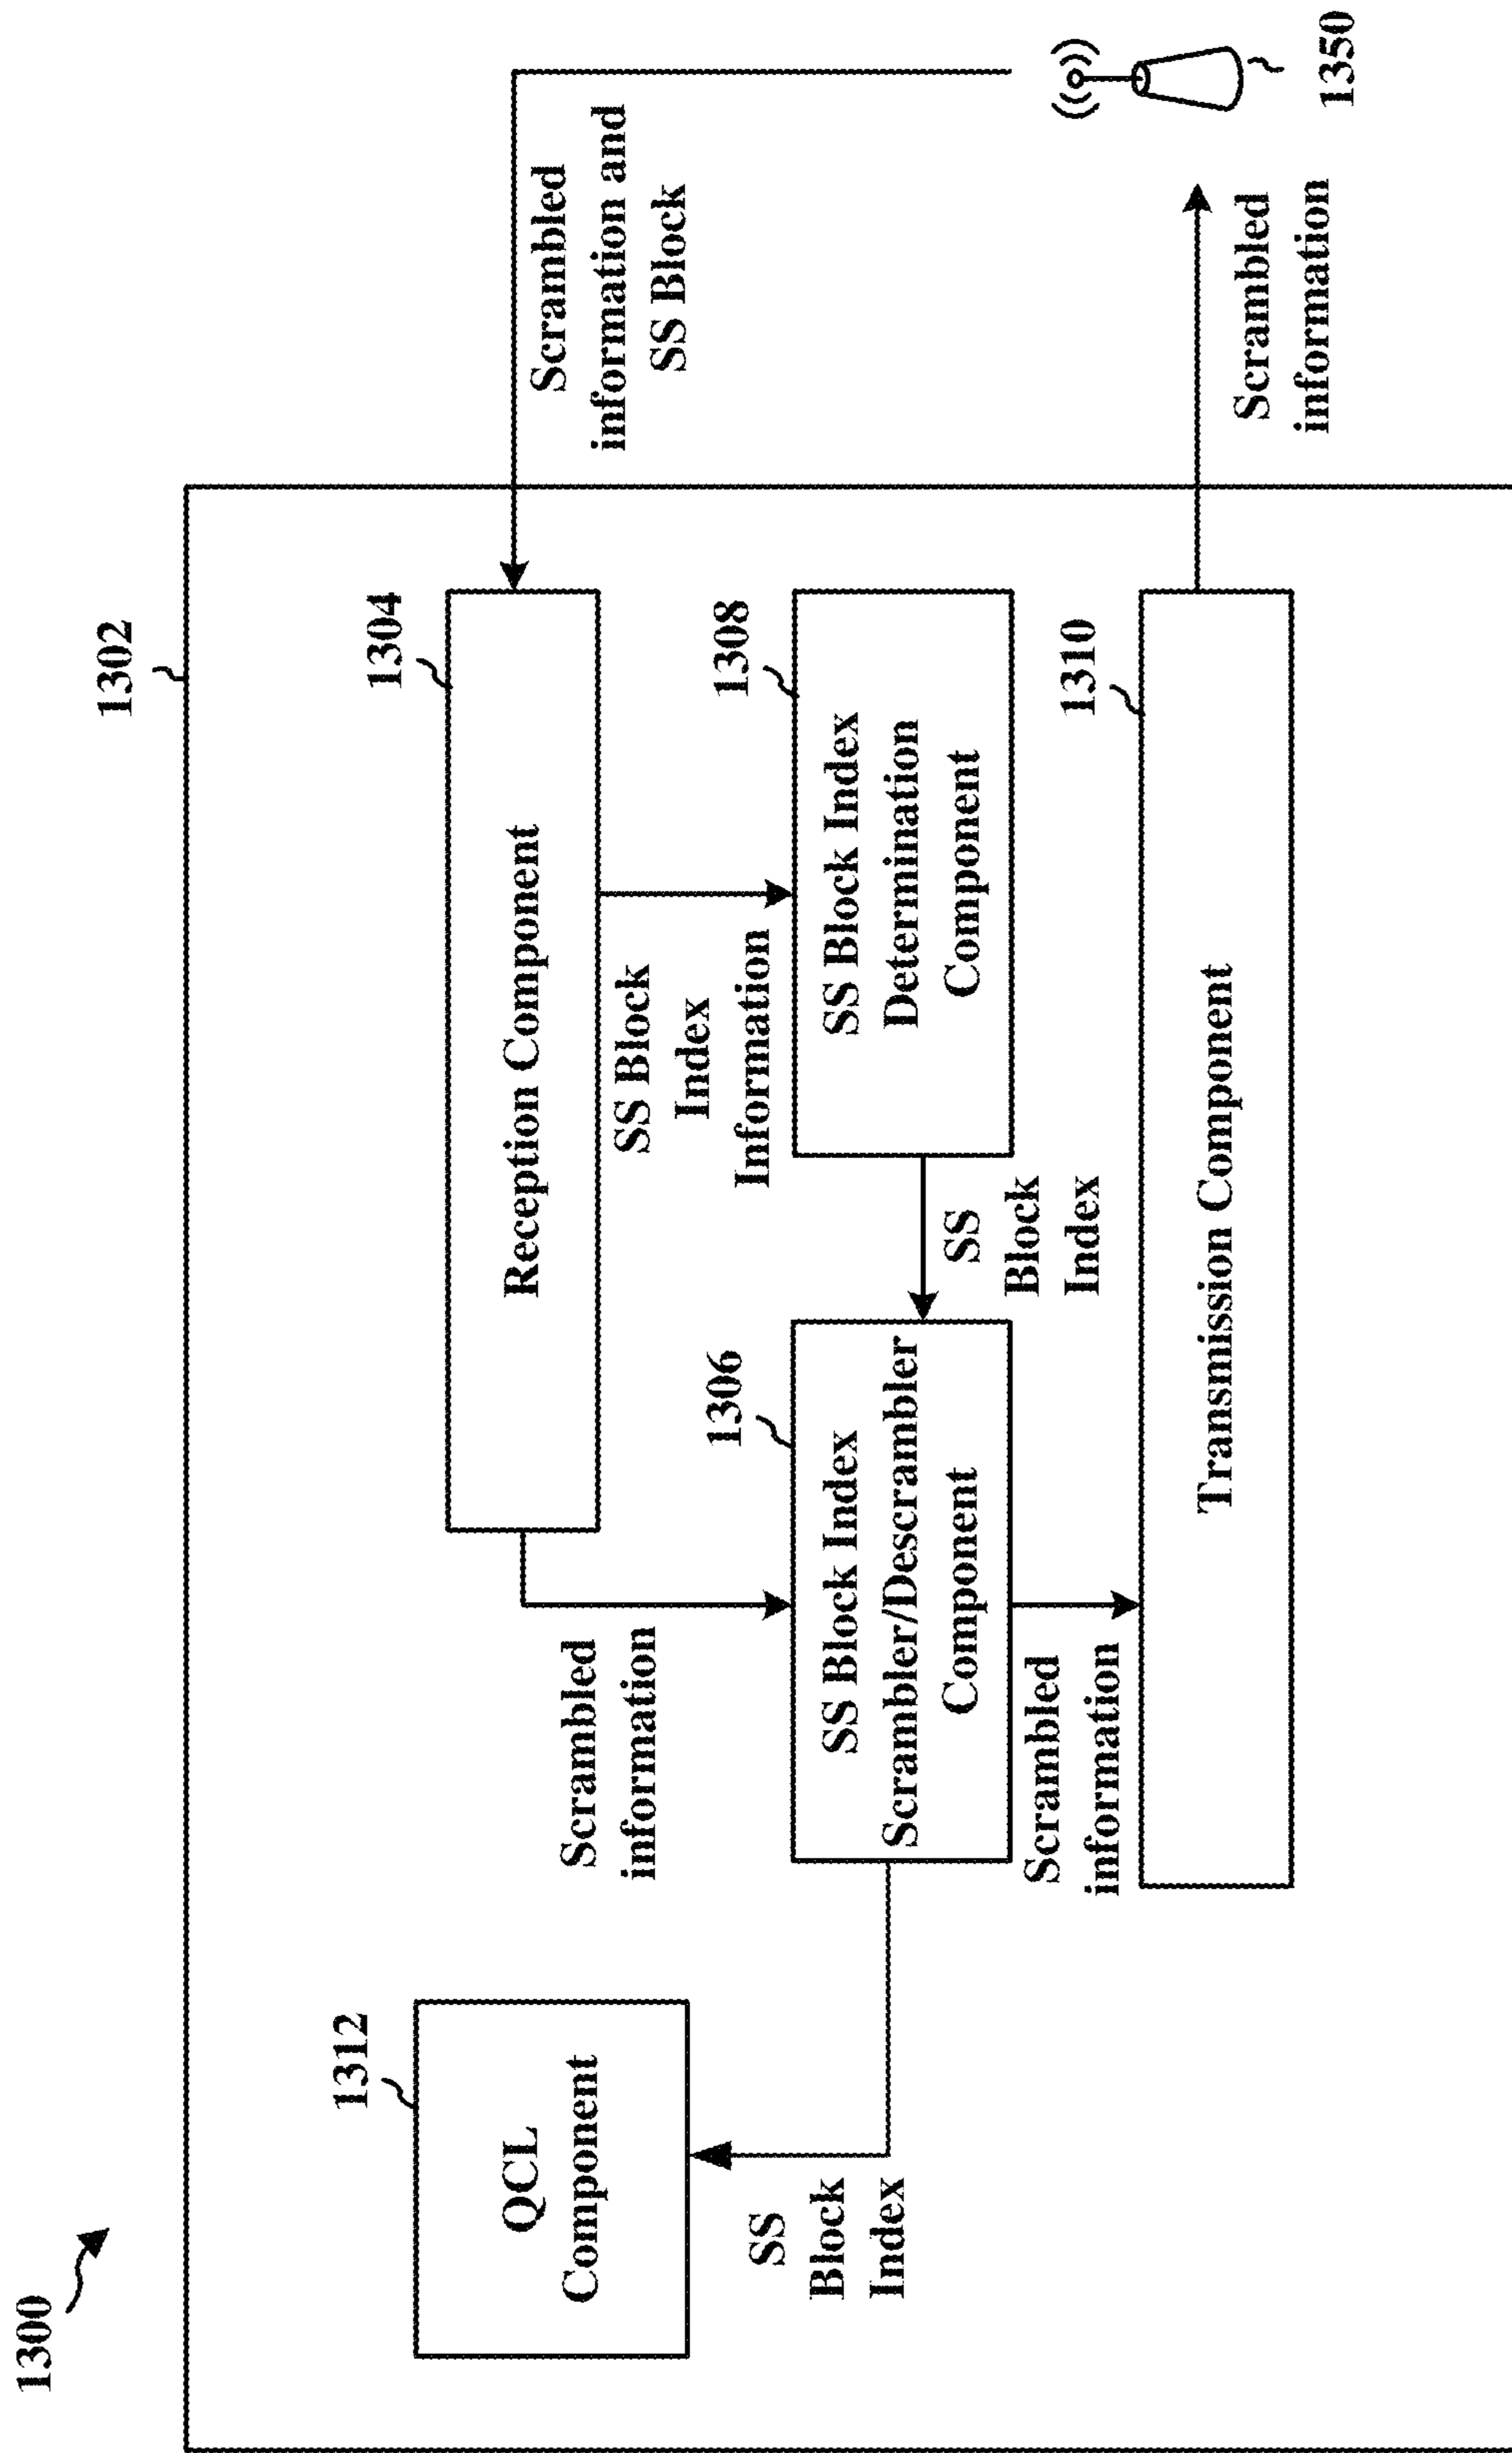 1300
1302
QCL
Component
1312
SS
Block
Index
Reception Component
1304
Scrambled
information and
SS Block
Scrambled
information
SS Block
Index
Information
SS Block Index
Scrambler/Descrambler
Component
1306
SS
Block
Index
SS Block Index
Determination
Component
1308
Scrambled
information
Transmission Component
1310
Scrambled
information
1350